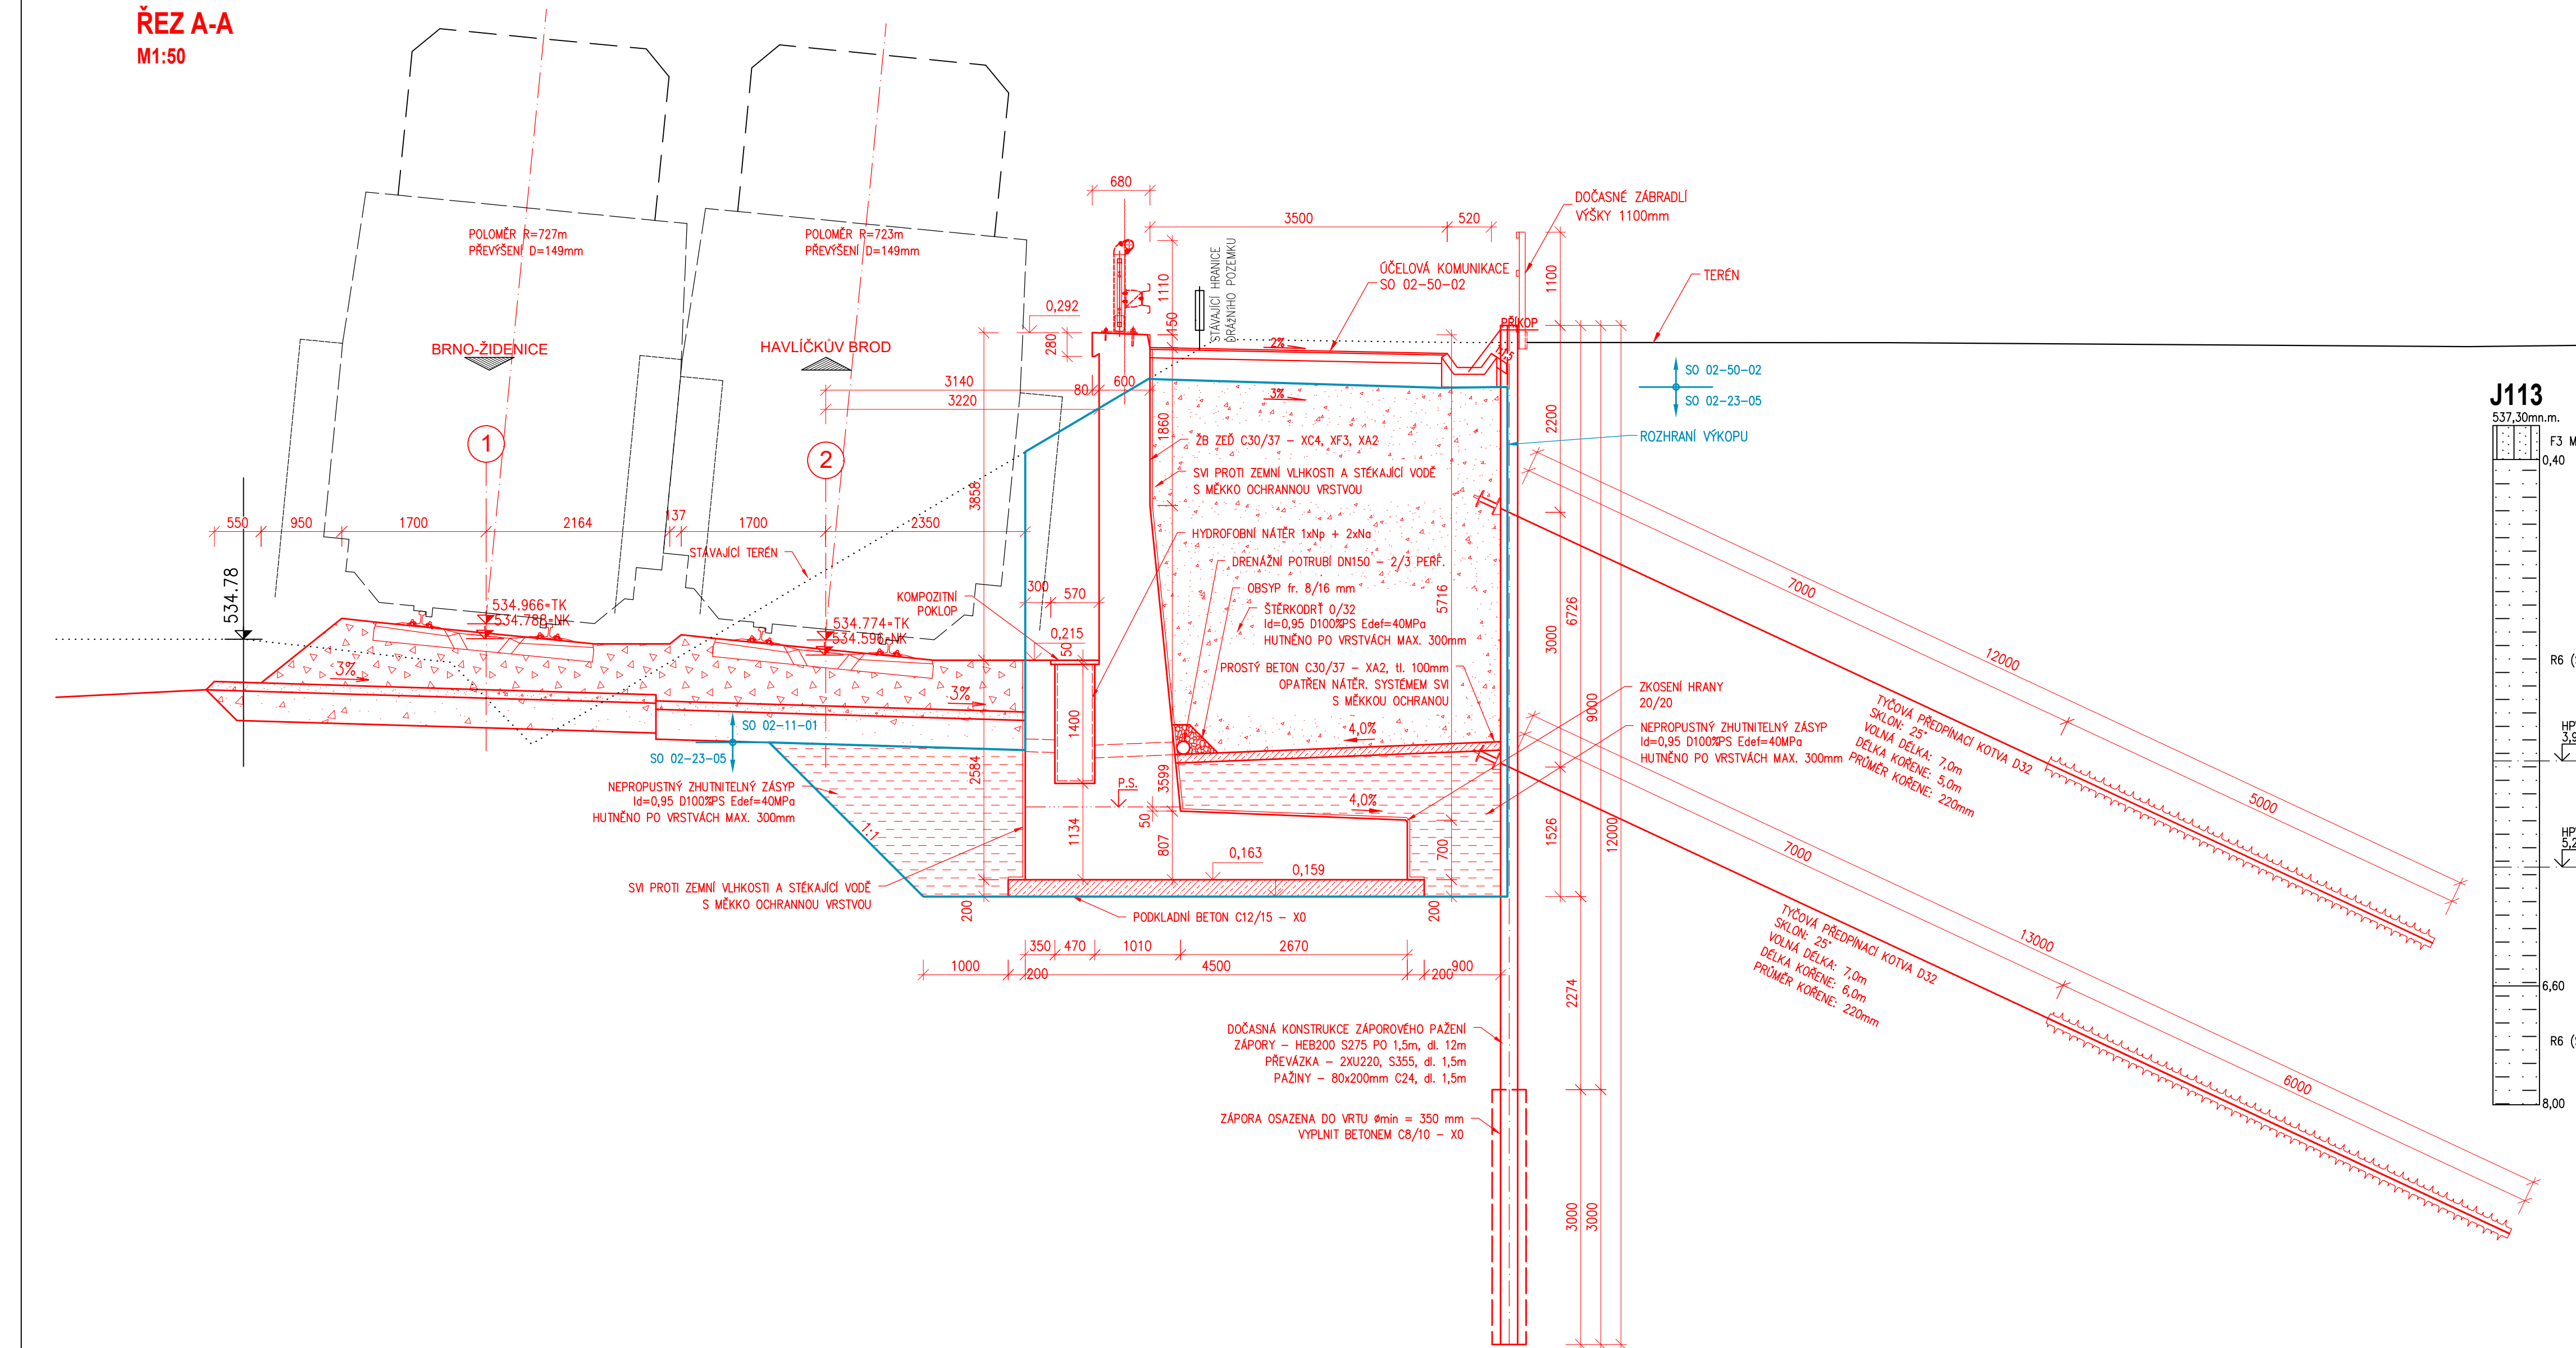 ŘEZ A-A
M1:50
POLOMĚR R=727m
PŘEVÝŠENÍ D=149mm
POLOMĚR R=723m
PŘEVÝŠENÍ D=149mm
BRNO-ŽIDENICE
HAVLÍČKŮV BROD
1
2
680
3500
520
DOČASNÉ ZÁBRADLÍ
VÝŠKY 1100mm
1110
150
STÁVAJÍCÍ HRANICE
DRÁŽNÍHO POZEMKU
ÚČELOVÁ KOMUNIKACE
SO 02-50-02
1100
TERÉN
0,292
280
PŘÍKOP
2%
1:1,5
3140
80
600
3220
3%
1860
SO 02-50-02
SO 02-23-05
ROZHRANÍ VÝKOPU
2200
J113
537,30mn.m.
0,40
ŽB ZEĎ C30/37 – XC4, XF3, XA2
SVI PROTI ZEMNÍ VLHKOSTI A STÉKAJÍCÍ VODĚ
S MĚKKO OCHRANNOU VRSTVOU
3858
550
950
1700
2164
137
1700
2350
STÁVAJÍCÍ TERÉN
HYDROFOBNÍ NÁTĚR 1xNp + 2xNa
DRENÁŽNÍ POTRUBÍ DN150 – 2/3 PERF.
OBSYP fr. 8/16 mm
ŠTĚRKODRŤ 0/32
Id=0,95 D100%PS Edef=40MPa
HUTNĚNO PO VRSTVÁCH MAX. 300mm
KOMPOZITNÍ
POKLOP
300
570
5716
3000
6726
7000
12000
534.78
534.966=TK
534.788=NK
534.774=TK
534.596=NK
0,215
50
PROSTÝ BETON C30/37 – XA2, tl. 100mm
OPATŘEN NÁTĚR. SYSTÉMEM SVI
S MĚKKOU OCHRANOU
3%
3%
ZKOSENÍ HRANY
20/20
9000
TYČOVÁ PŘEDPÍNACÍ KOTVA D32
SKLON: 25°
VOLNÁ DÉLKA: 7,0m
DÉLKA KOŘENE: 5,0m
PRŮMĚR KOŘENE: 220mm
5000
SO 02-11-01
SO 02-23-05
1400
4,0%
NEPROPUSTNÝ ZHUTNITELNÝ ZÁSYP
Id=0,95 D100%PS Edef=40MPa
HUTNĚNO PO VRSTVÁCH MAX. 300mm
2584
3599
P.S.
NEPROPUSTNÝ ZHUTNITELNÝ ZÁSYP
Id=0,95 D100%PS Edef=40MPa
HUTNĚNO PO VRSTVÁCH MAX. 300mm
1:1
50
4,0%
1134
807
700
1526
12000
7000
0,163
0,159
SVI PROTI ZEMNÍ VLHKOSTI A STÉKAJÍCÍ VODĚ
S MĚKKO OCHRANNOU VRSTVOU
200
PODKLADNÍ BETON C12/15 – X0
200
350
470
1010
2670
1000
200
4500
200
900
2274
13000
TYČOVÁ PŘEDPÍNACÍ KOTVA D32
SKLON: 25°
VOLNÁ DÉLKA: 7,0m
DÉLKA KOŘENE: 6,0m
PRŮMĚR KOŘENE: 220mm
6000
6,60
8,00
DOČASNÁ KONSTRUKCE ZÁPOROVÉHO PAŽENÍ
ZÁPORY – HEB200 S275 PO 1,5m, dl. 12m
PŘEVÁZKA – 2XU220, S355, dl. 1,5m
PAŽINY – 80x200mm C24, dl. 1,5m
ZÁPORA OSAZENA DO VRTU ømin = 350 mm
VYPLNIT BETONEM C8/10 – X0
3000
3000